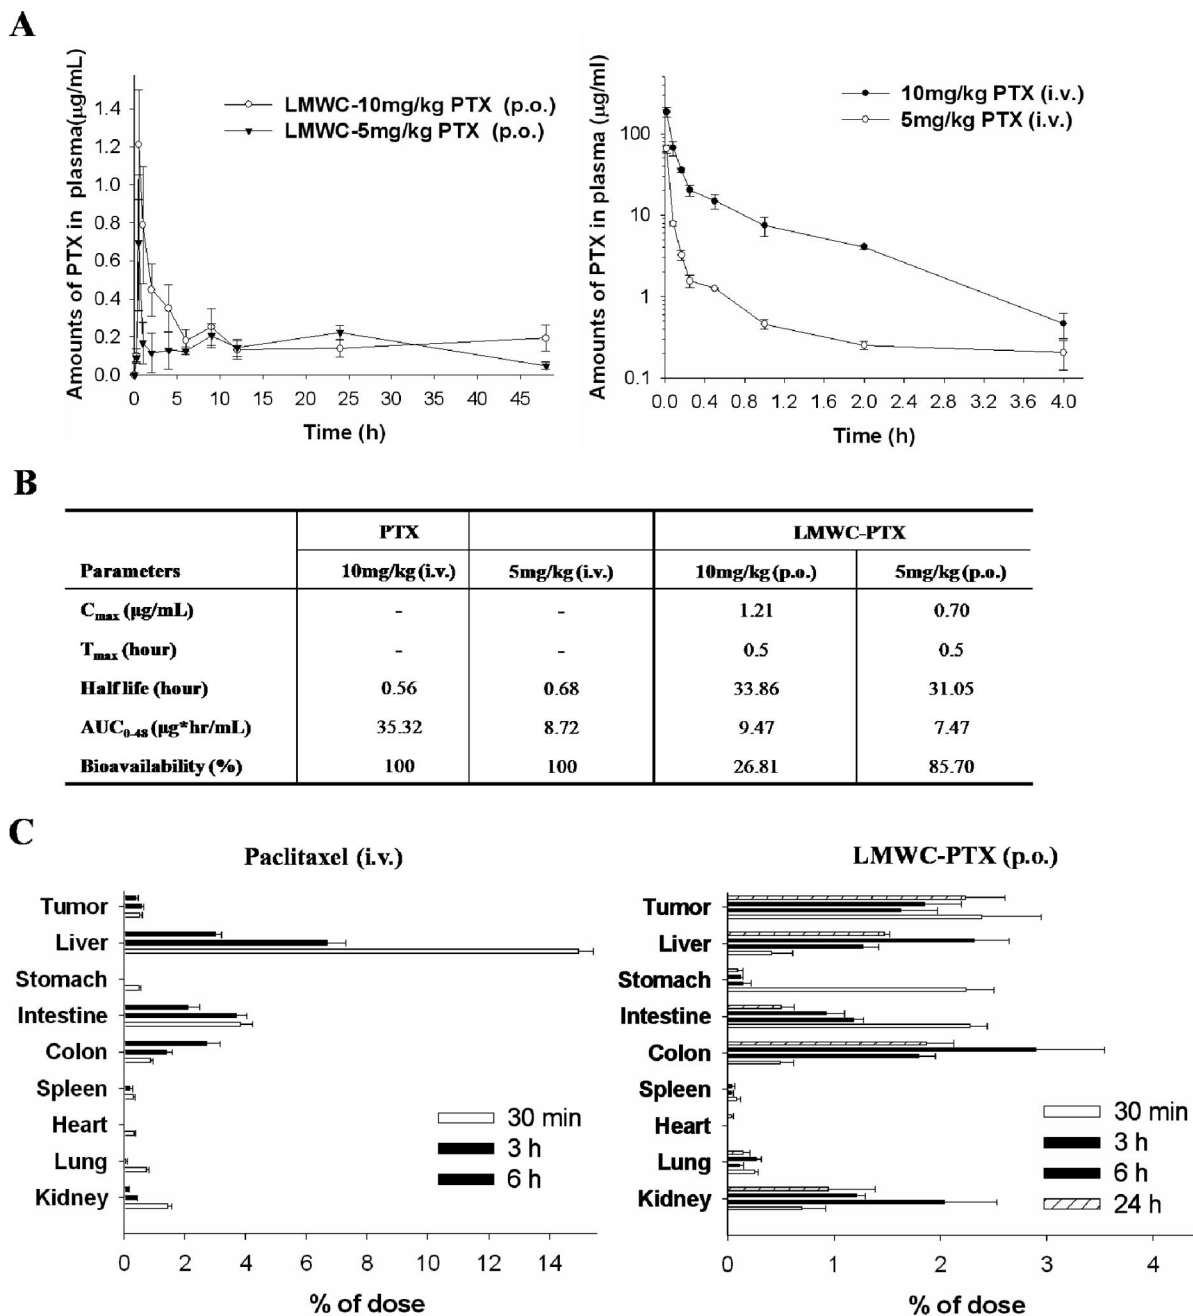 A
Amounts of PTX in plasma(μg/mL)
1.4
1.2
1.0
0.8
0.6
0.4
0.2
0.0
LMWC-10mg/kg PTX (p.o.)
LMWC-5mg/kg PTX (p.o.)
0 5 10 15 20 25 30 35 40 45
Time (h)
Amounts of PTX in plasma (μg/ml)
100
10
1
0.1
10mg/kg PTX (i.v.)
5mg/kg PTX (i.v.)
0.0 0.4 0.8 1.2 1.6 2.0 2.4 2.8 3.2 3.6 4.0
Time (h)
B
PTX LMWC-PTX
Parameters 10mg/kg (i.v.) 5mg/kg (i.v.) 10mg/kg (p.o.) 5mg/kg (p.o.)
Cmax (μg/mL) - - 1.21 0.70
Tmax (hour) - - 0.5 0.5
Half life (hour) 0.56 0.68 33.86 31.05
AUC0-48 (μg*hr/mL) 35.32 8.72 9.47 7.47
Bioavailability (%) 100 100 26.81 85.70
C
Paclitaxel (i.v.)
Tumor
Liver
Stomach
Intestine
Colon
Spleen
Heart
Lung
Kidney
30 min
3 h
6 h
0 2 4 6 8 10 12 14
% of dose
LMWC-PTX (p.o.)
Tumor
Liver
Stomach
Intestine
Colon
Spleen
Heart
Lung
Kidney
30 min
3 h
6 h
24 h
0 1 2 3 4
% of dose